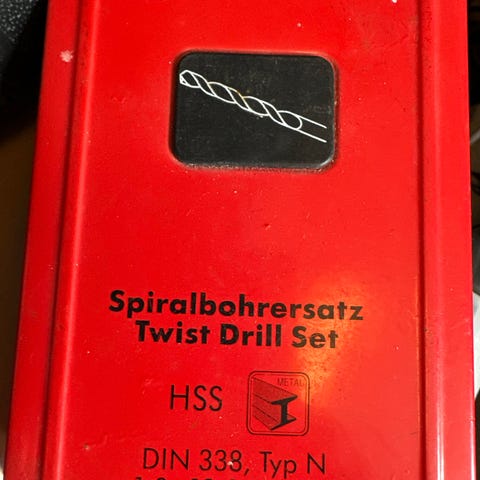 Spiralbohrersatz
Twist Drill Set
HSS
METAL
DIN 338, Typ N